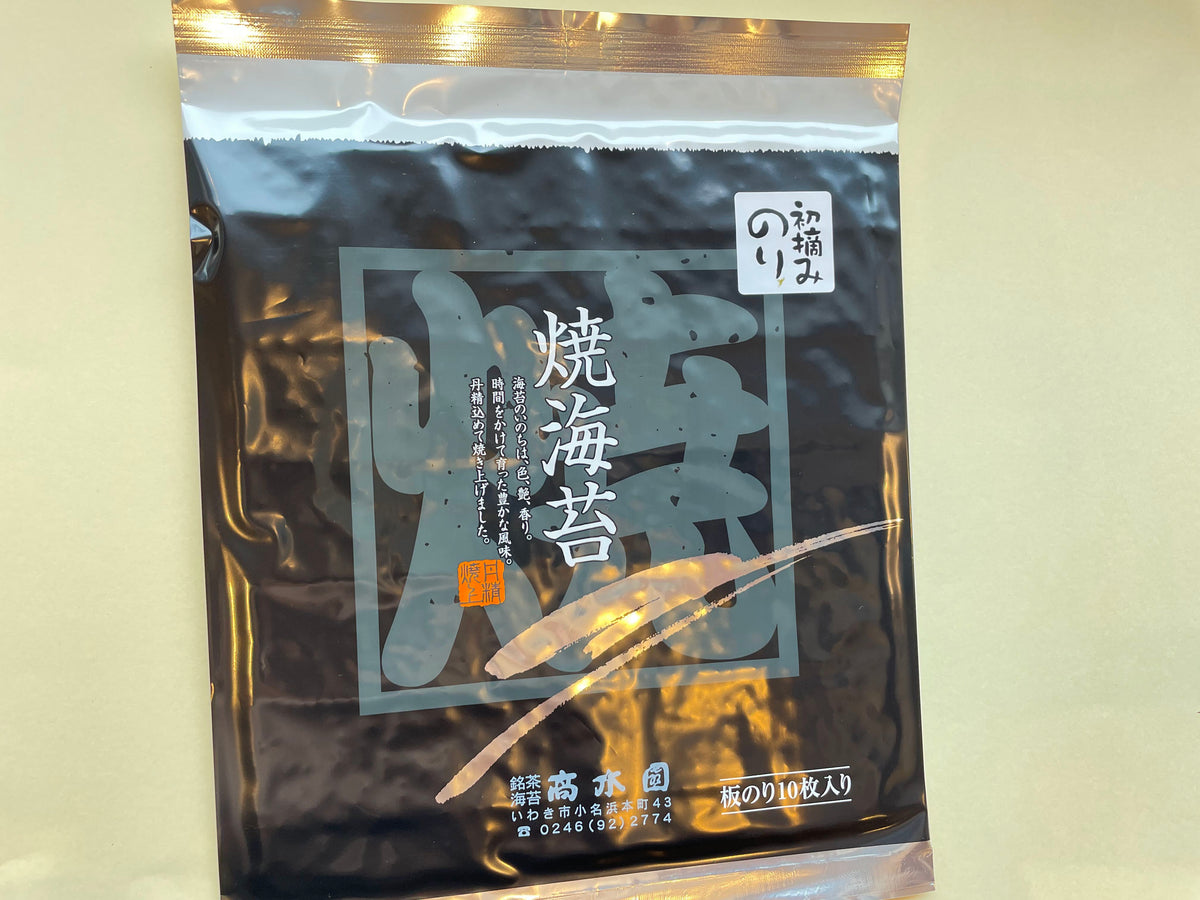 初摘み
のり
焼
焼海苔
海苔のいのちは、色、艶、香り。
時間をかけて育った豊かな風味。
丹精込めて焼き上げました。
丹精
焼き
銘茶
海苔
高水園
いわき市小名浜本町43
☎ 0246(92)2774
板のり10枚入り